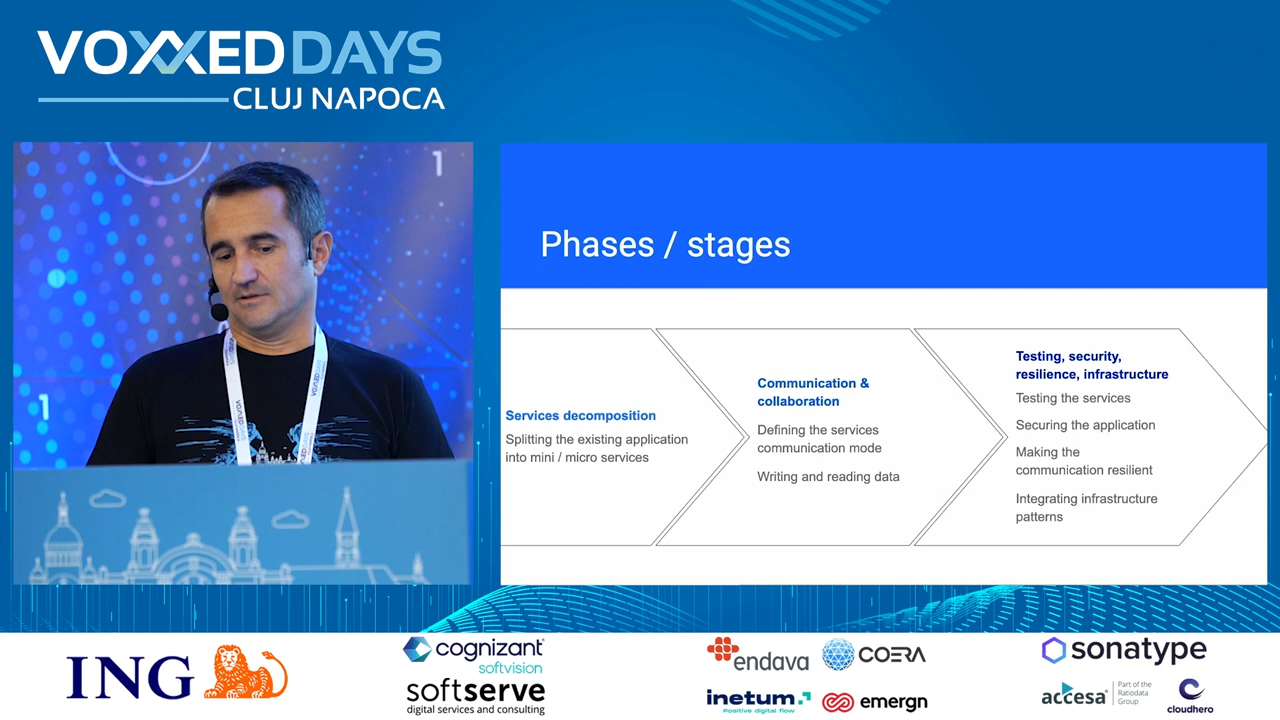 VOXXED DAYS
CLUJ NAPOCA
1
1
Phases / stages
Services decomposition
Splitting the existing application
into mini / micro services
Communication &
collaboration
Defining the services
communication mode
Writing and reading data
Testing, security,
resilience, infrastructure
Testing the services
Securing the application
Making the
communication resilient
Integrating infrastructure
patterns
ING
cognizant
softvision
softserve
digital services and consulting
endava
COERA
inetum.
Positive digital flow
emergn
sonatype
accesa
Part of the
Ratiodata
Group
cloudhero